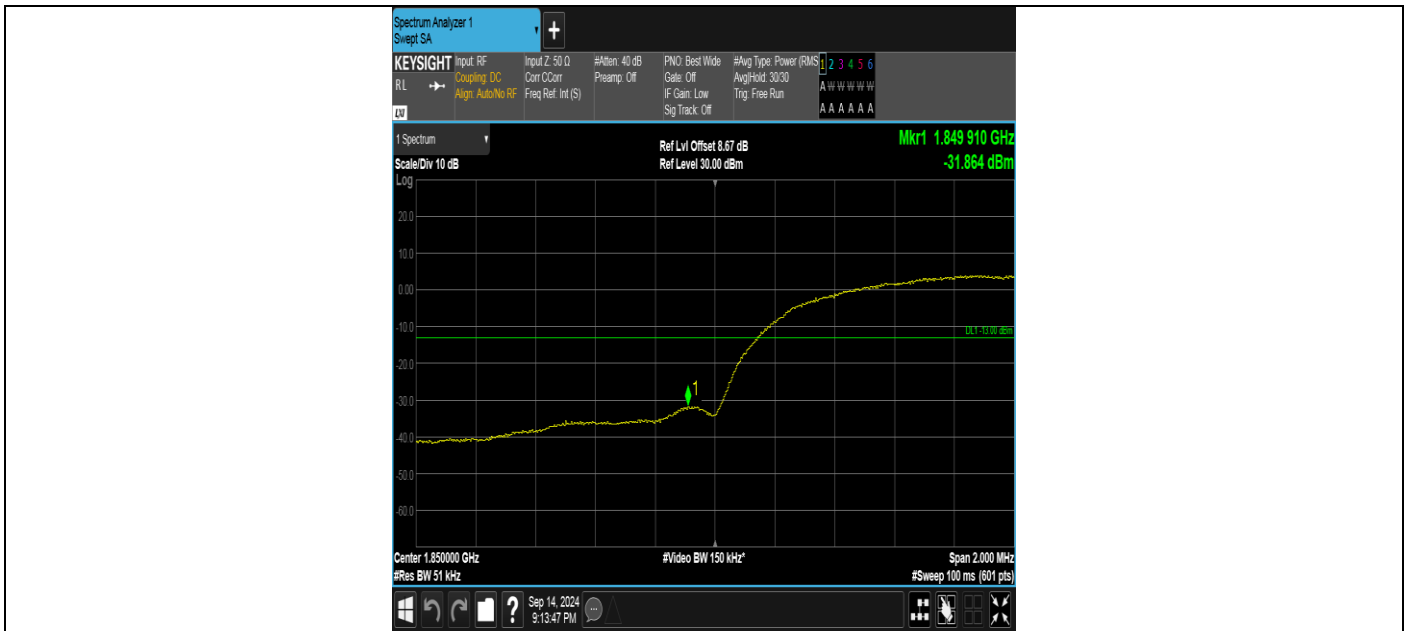 Spectrum Analyzer 1
Swept SA
+
KEYSIGHT
RL
LXI
Input: RF
Coupling: DC
Align: Auto/No RF
Input Z: 50 Ω
Corr CCorr
Freq Ref: Int (S)
#Atten: 40 dB
Preamp: Off
PNO: Best Wide
Gate: Off
IF Gain: Low
Sig Track: Off
#Avg Type: Power (RMS
Avg|Hold: 30/30
Trig: Free Run
1 2 3 4 5 6
A W W W W W
A A A A A A
1 Spectrum
Scale/Div 10 dB
Log
Ref Lvl Offset 8.67 dB
Ref Level 30.00 dBm
Mkr1 1.849 910 GHz
-31.864 dBm
20.0
10.0
0.00
-10.0
DL1 -13.00 dBm
-20.0
1
-30.0
-40.0
-50.0
-60.0
Center 1.850000 GHz
#Video BW 150 kHz*
Span 2.000 MHz
#Res BW 51 kHz
#Sweep 100 ms (601 pts)
?
Sep 14, 2024
9:13:47 PM